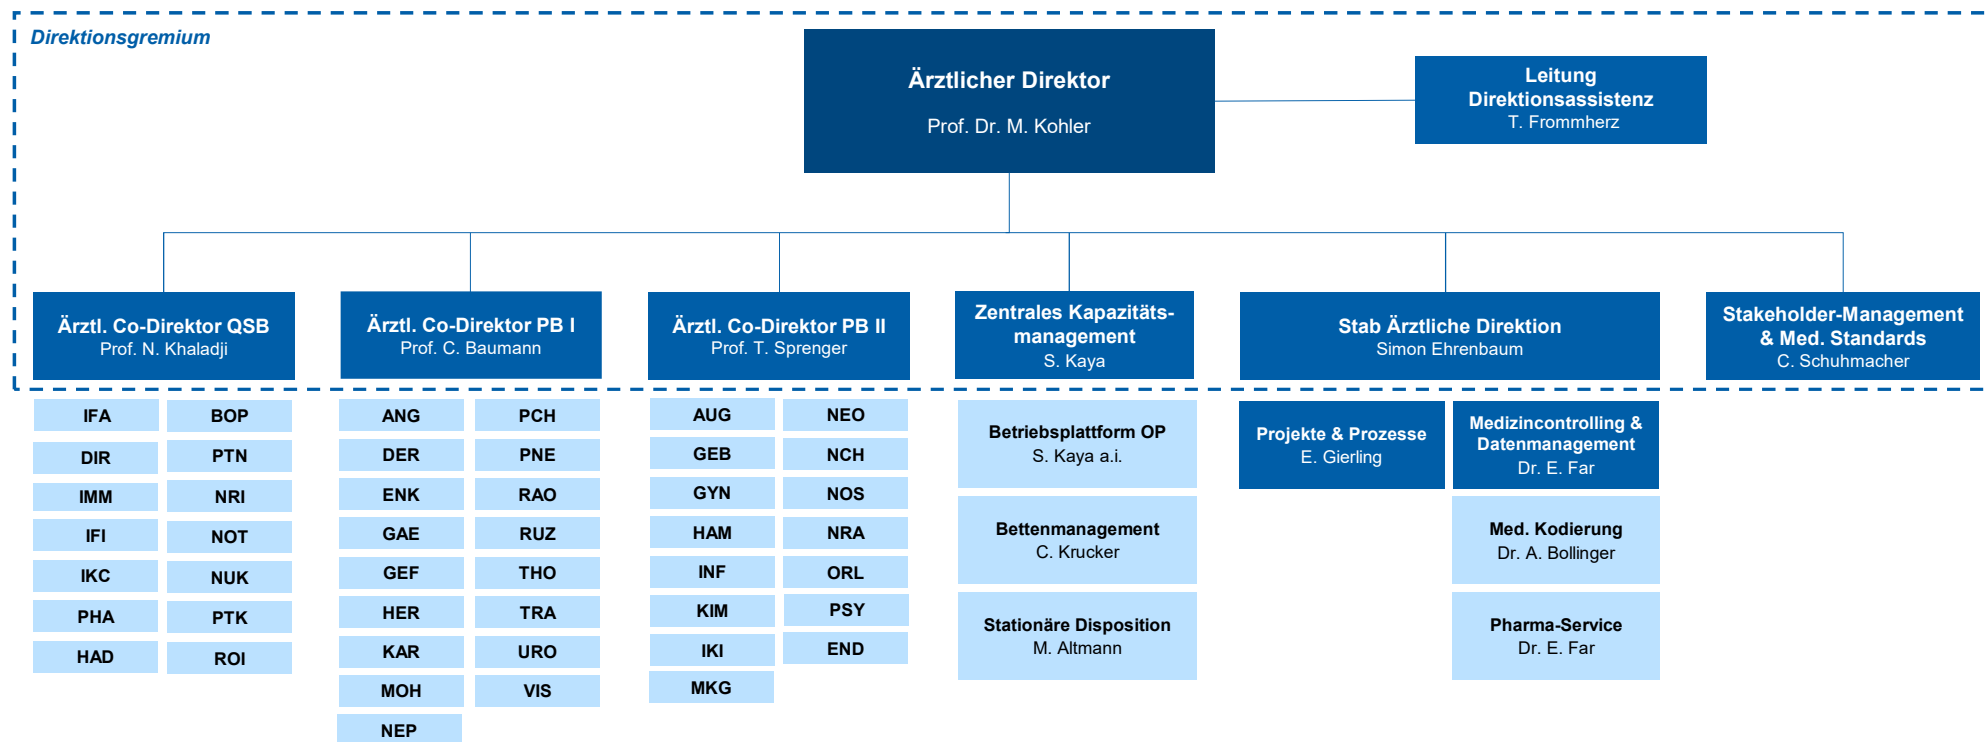 Direktionsgremium
Ärztlicher Direktor
Prof. Dr. M. Kohler
Leitung
Direktionsassistenz
T. Frommherz
Ärztl. Co-Direktor QSB
Prof. N. Khaladji
Ärztl. Co-Direktor PB I
Prof. C. Baumann
Ärztl. Co-Direktor PB II
Prof. T. Sprenger
Zentrales Kapazitäts-
management
S. Kaya
Stab Ärztliche Direktion
Simon Ehrenbaum
Stakeholder-Management
& Med. Standards
C. Schuhmacher
IFA
DIR
IMM
IFI
IKC
PHA
HAD
BOP
PTN
NRI
NOT
NUK
PTK
ROI
ANG
DER
ENK
GAE
GEF
HER
KAR
MOH
NEP
PCH
PNE
RAO
RUZ
THO
TRA
URO
VIS
AUG
GEB
GYN
HAM
INF
KIM
IKI
MKG
NEO
NCH
NOS
NRA
ORL
PSY
END
Betriebsplattform OP
S. Kaya a.i.
Bettenmanagement
C. Krucker
Stationäre Disposition
M. Altmann
Projekte & Prozesse
E. Gierling
Medizincontrolling &
Datenmanagement
Dr. E. Far
Med. Kodierung
Dr. A. Bollinger
Pharma-Service
Dr. E. Far